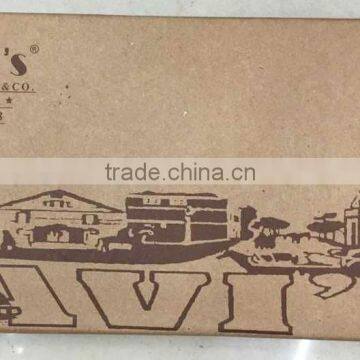 'S®
&CO.
★
trade.china.cn
AVI'